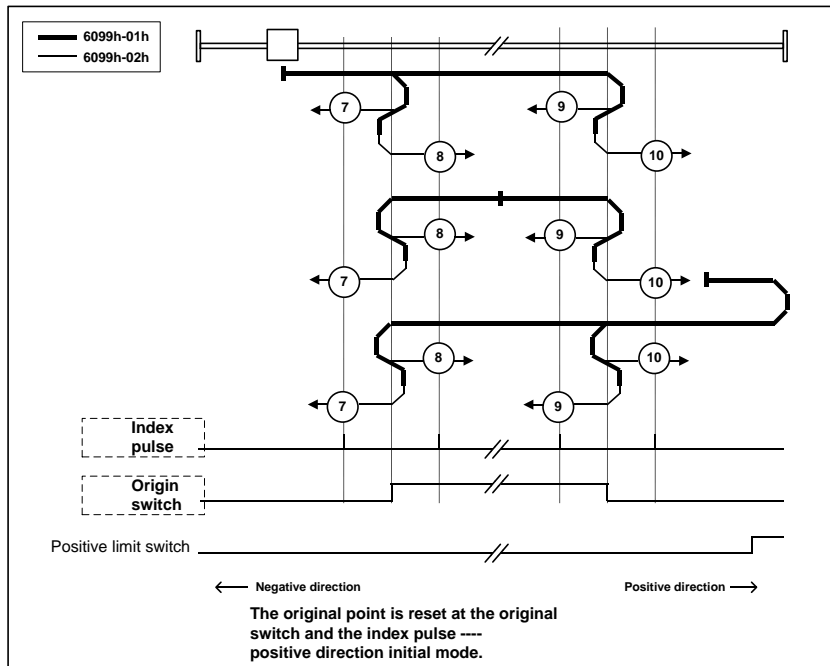 6099h-01h
6099h-02h
7
9
8
10
8
9
7
10
8
10
7
9
Index
pulse
Origin
switch
Positive limit switch
Negative direction
Positive direction
The original point is reset at the original
switch and the index pulse ----
positive direction initial mode.